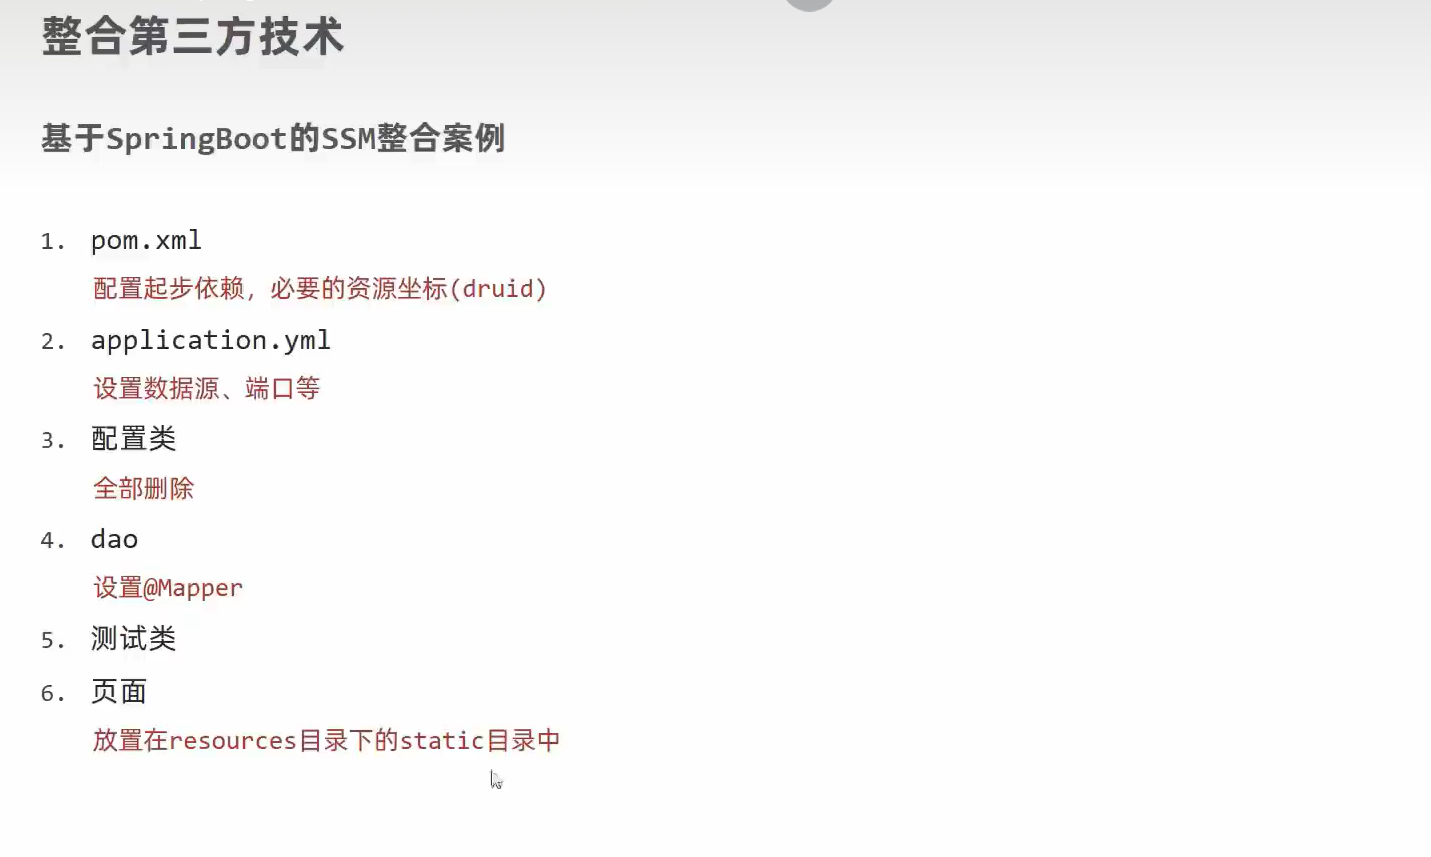 整合第三方技术
基于SpringBoot的SSM整合案例
1. pom.xml
配置起步依赖，必要的资源坐标(druid)
2. application.yml
设置数据源、端口等
3. 配置类
全部删除
4. dao
设置@Mapper
5. 测试类
6. 页面
放置在resources目录下的static目录中